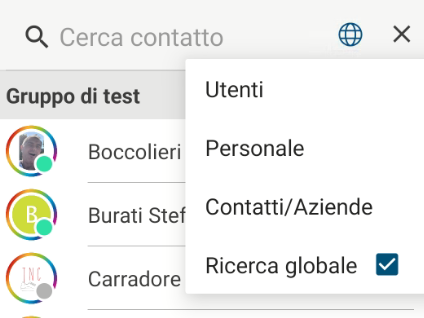 Cerca contatto
Gruppo di test
Utenti
Boccolieri
Personale
B
Burati Stef
Contatti/Aziende
INC
Carradore
Ricerca globale